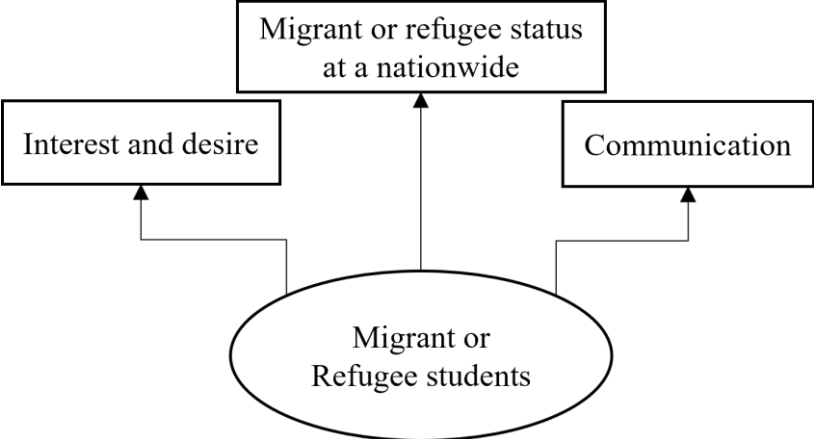 Migrant or refugee status
at a nationwide
Interest and desire
Communication
Migrant or
Refugee students